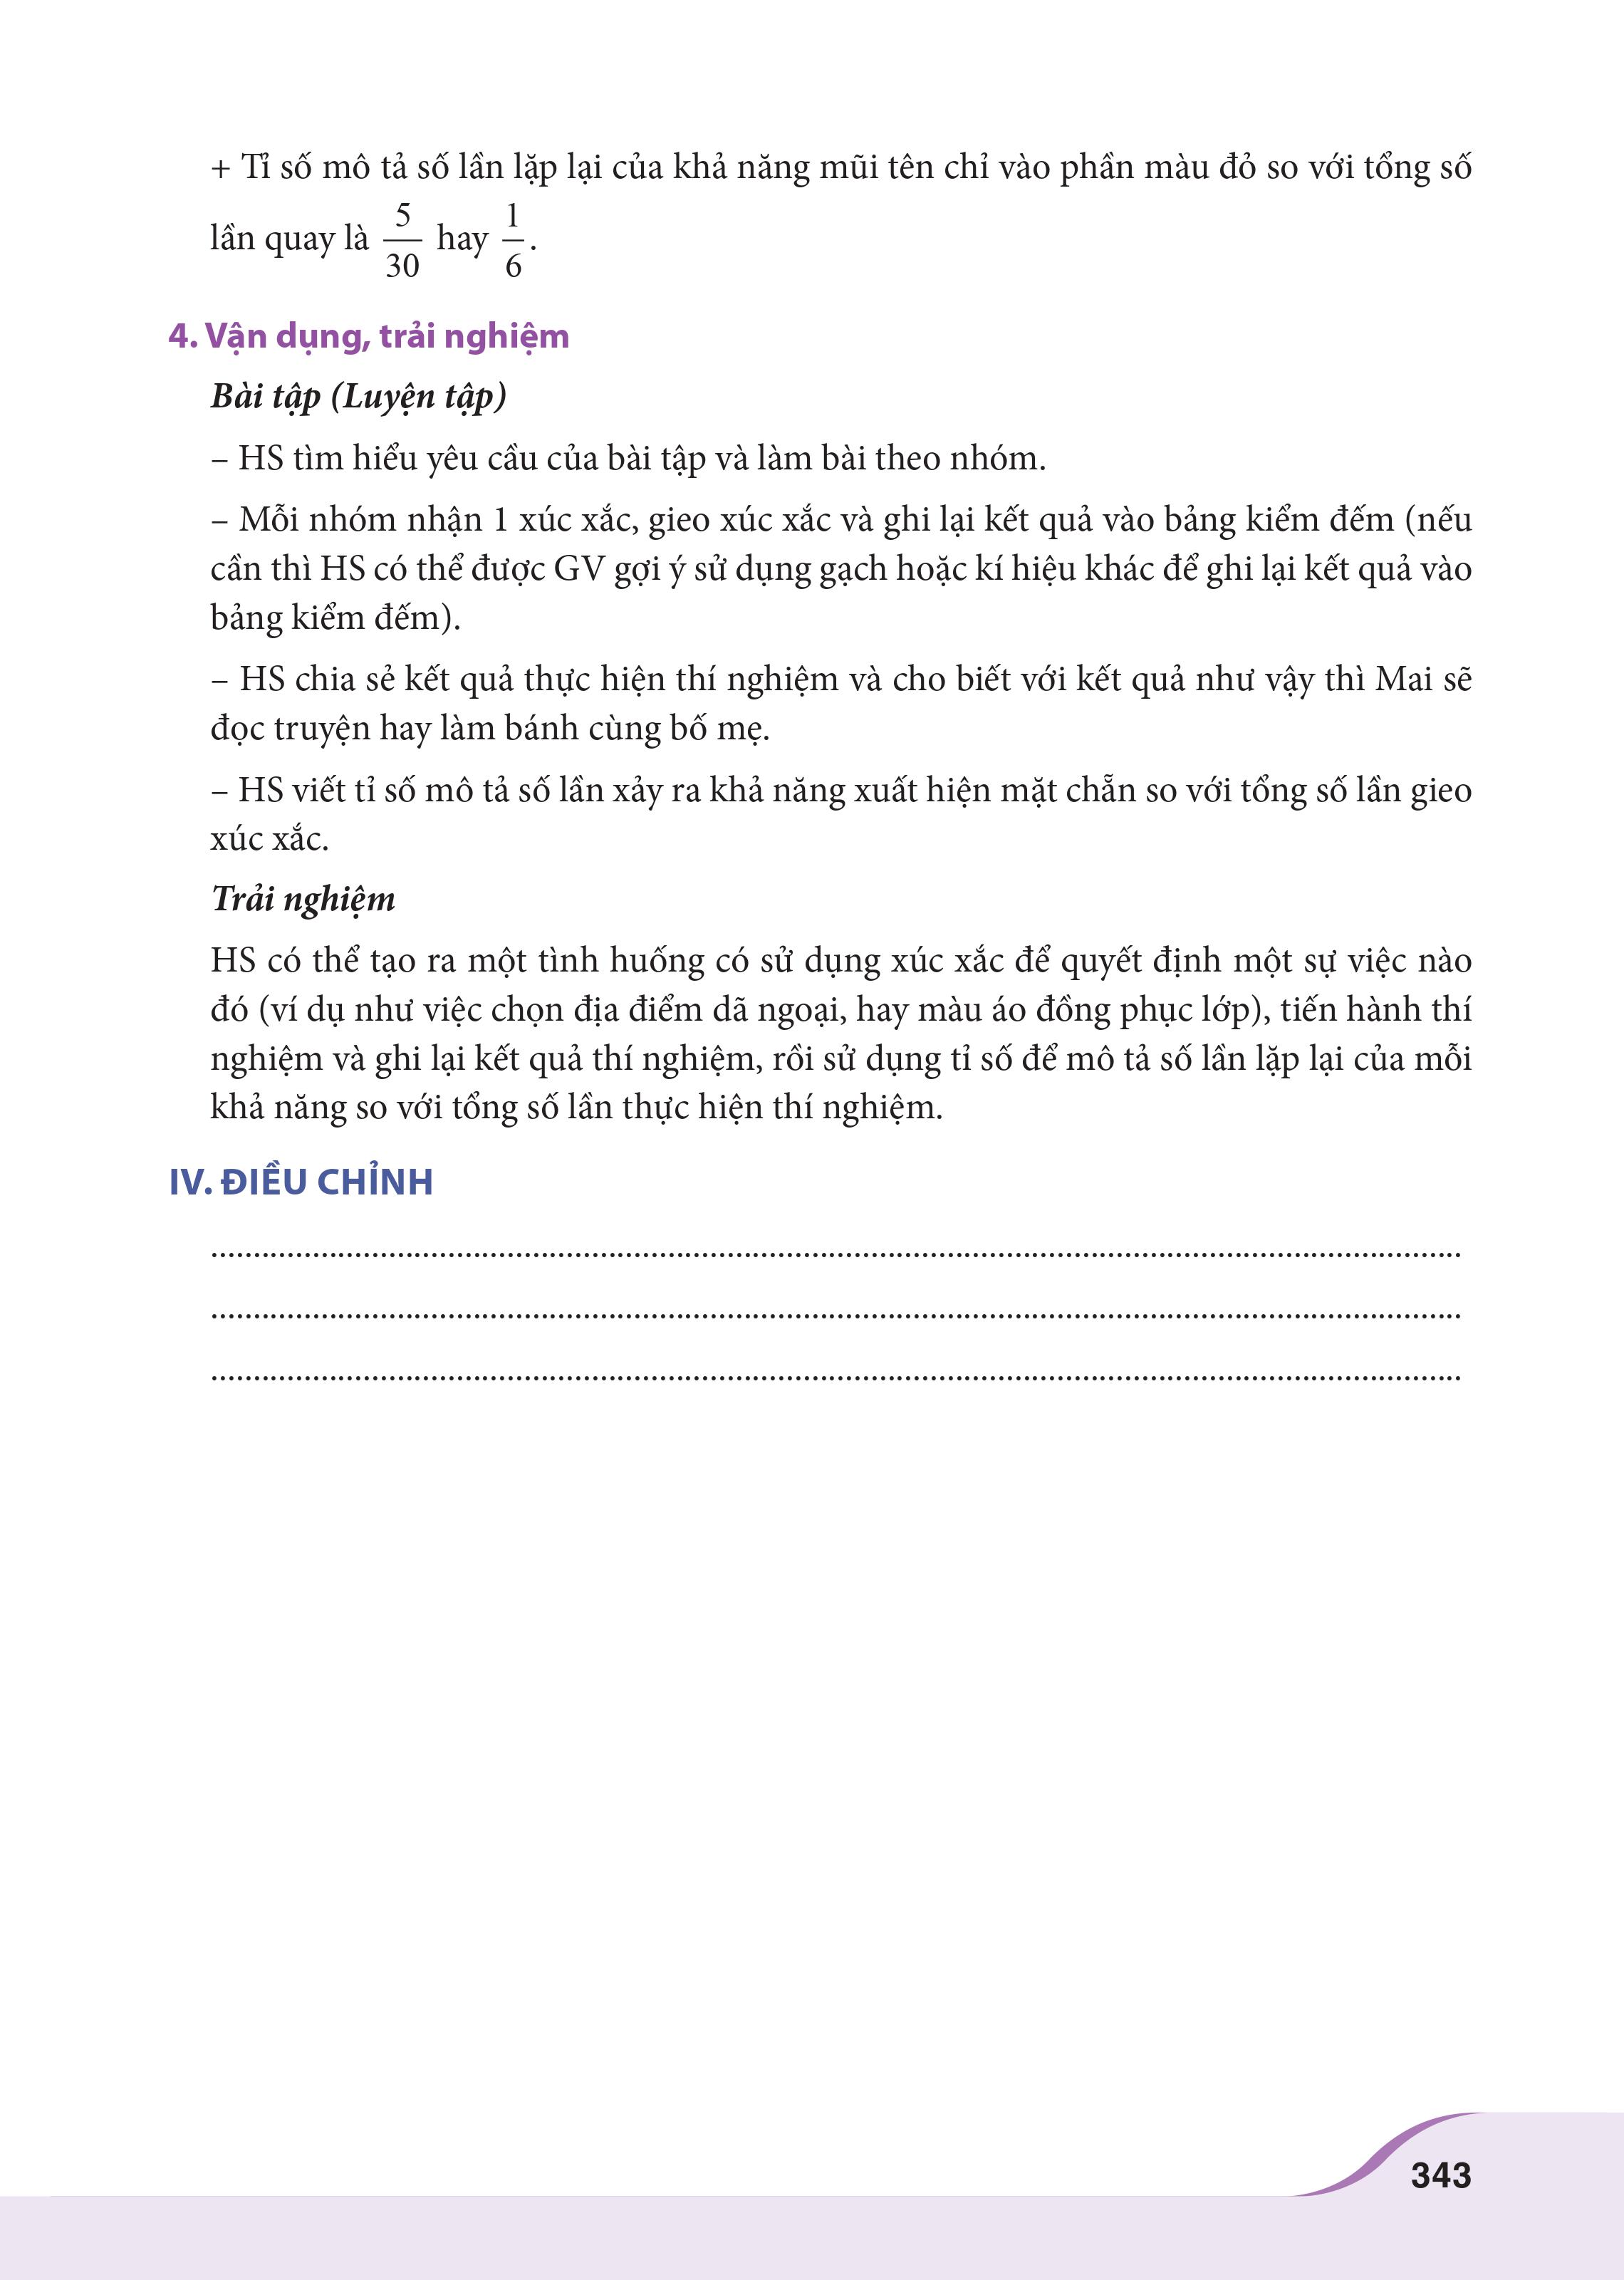 + Tỉ số mô tả số lần lặp lại của khả năng mũi tên chỉ vào phần màu đỏ so với tổng số
lần quay là 5/30 hay 1/6.
4. Vận dụng, trải nghiệm
Bài tập (Luyện tập)
– HS tìm hiểu yêu cầu của bài tập và làm bài theo nhóm.
– Mỗi nhóm nhận 1 xúc xắc, gieo xúc xắc và ghi lại kết quả vào bảng kiểm đếm (nếu
cần thì HS có thể được GV gợi ý sử dụng gạch hoặc kí hiệu khác để ghi lại kết quả vào
bảng kiểm đếm).
– HS chia sẻ kết quả thực hiện thí nghiệm và cho biết với kết quả như vậy thì Mai sẽ
đọc truyện hay làm bánh cùng bố mẹ.
– HS viết tỉ số mô tả số lần xảy ra khả năng xuất hiện mặt chẵn so với tổng số lần gieo
xúc xắc.
Trải nghiệm
HS có thể tạo ra một tình huống có sử dụng xúc xắc để quyết định một sự việc nào
đó (ví dụ như việc chọn địa điểm dã ngoại, hay màu áo đồng phục lớp), tiến hành thí
nghiệm và ghi lại kết quả thí nghiệm, rồi sử dụng tỉ số để mô tả số lần lặp lại của mỗi
khả năng so với tổng số lần thực hiện thí nghiệm.
IV. ĐIỀU CHỈNH
343